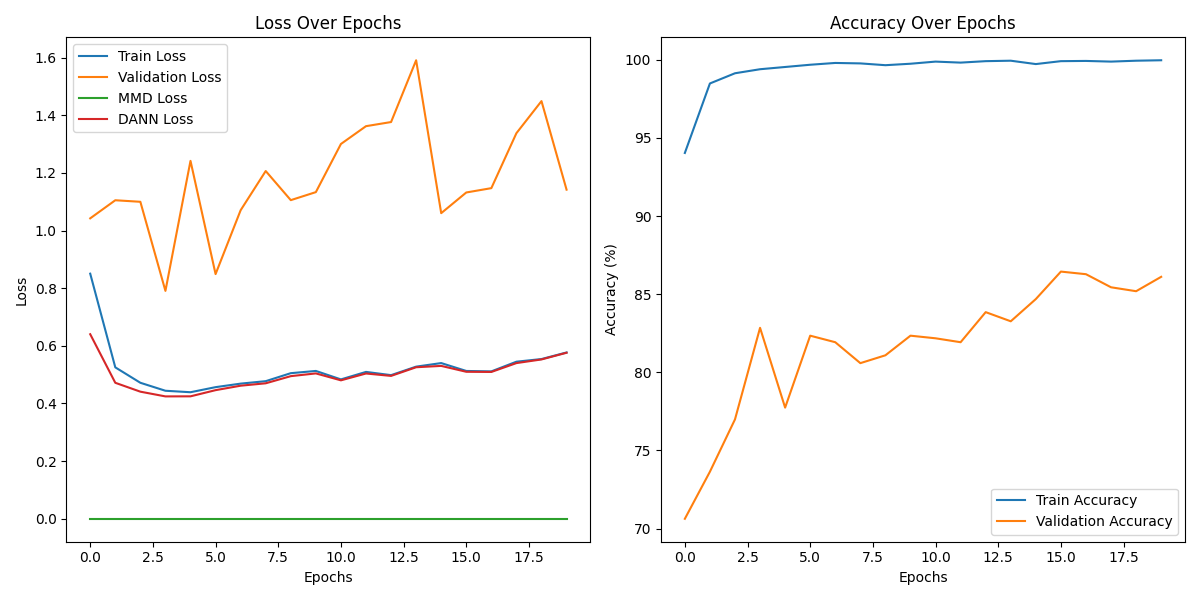 Loss Over Epochs
Train Loss
Validation Loss
MMD Loss
DANN Loss
1.6
1.4
1.2
1.0
0.8
0.6
0.4
0.2
0.0
Loss
0.0 2.5 5.0 7.5 10.0 12.5 15.0 17.5
Epochs
Accuracy Over Epochs
100
95
90
85
80
75
70
Accuracy (%)
Train Accuracy
Validation Accuracy
0.0 2.5 5.0 7.5 10.0 12.5 15.0 17.5
Epochs